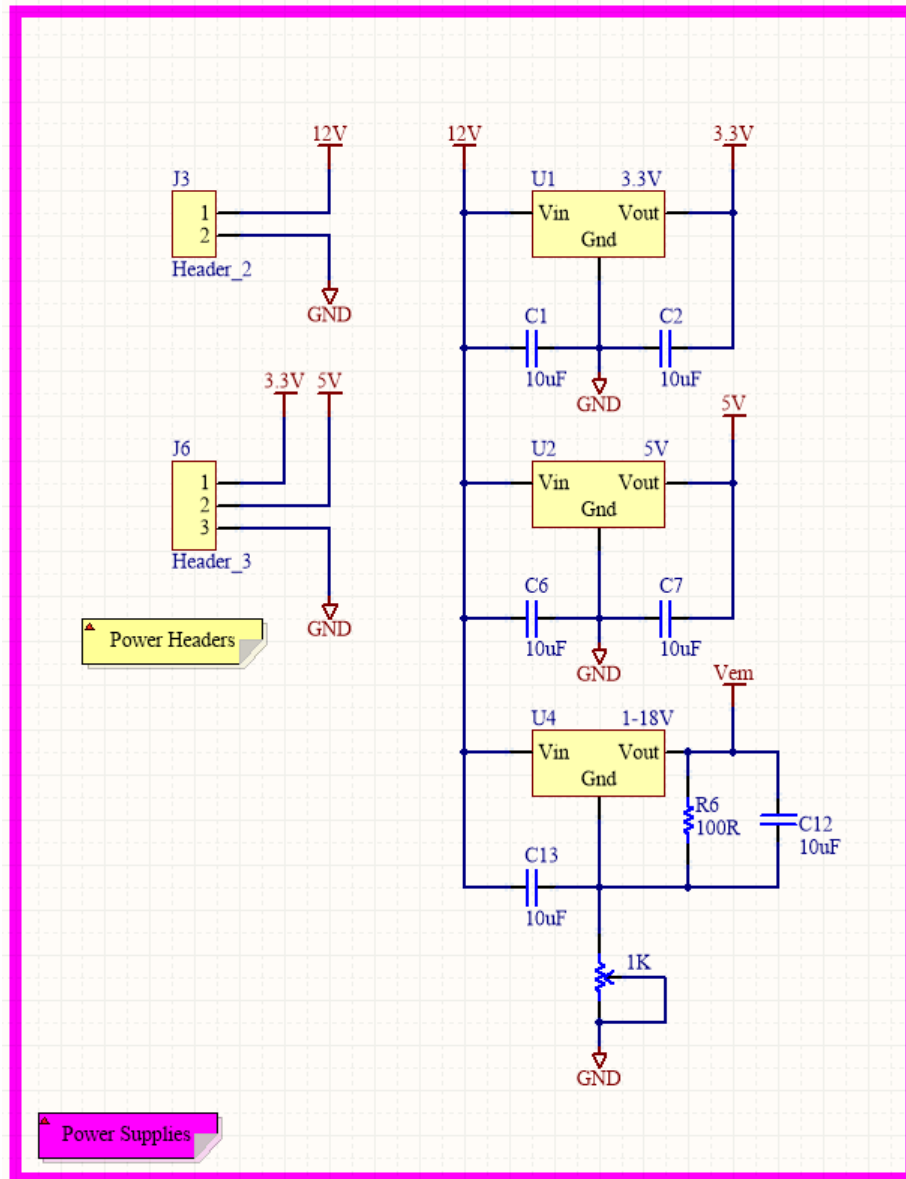 12V
J3
1
2
Header_2
GND
3.3V
5V
J6
1
2
3
Header_3
GND
Power Headers
12V
3.3V
U1
3.3V
Vin
Vout
Gnd
C1
C2
10uF
10uF
GND
5V
U2
5V
Vin
Vout
Gnd
C6
C7
10uF
10uF
GND
Vem
U4
1-18V
Vin
Vout
Gnd
R6
100R
C12
10uF
C13
10uF
1K
GND
Power Supplies